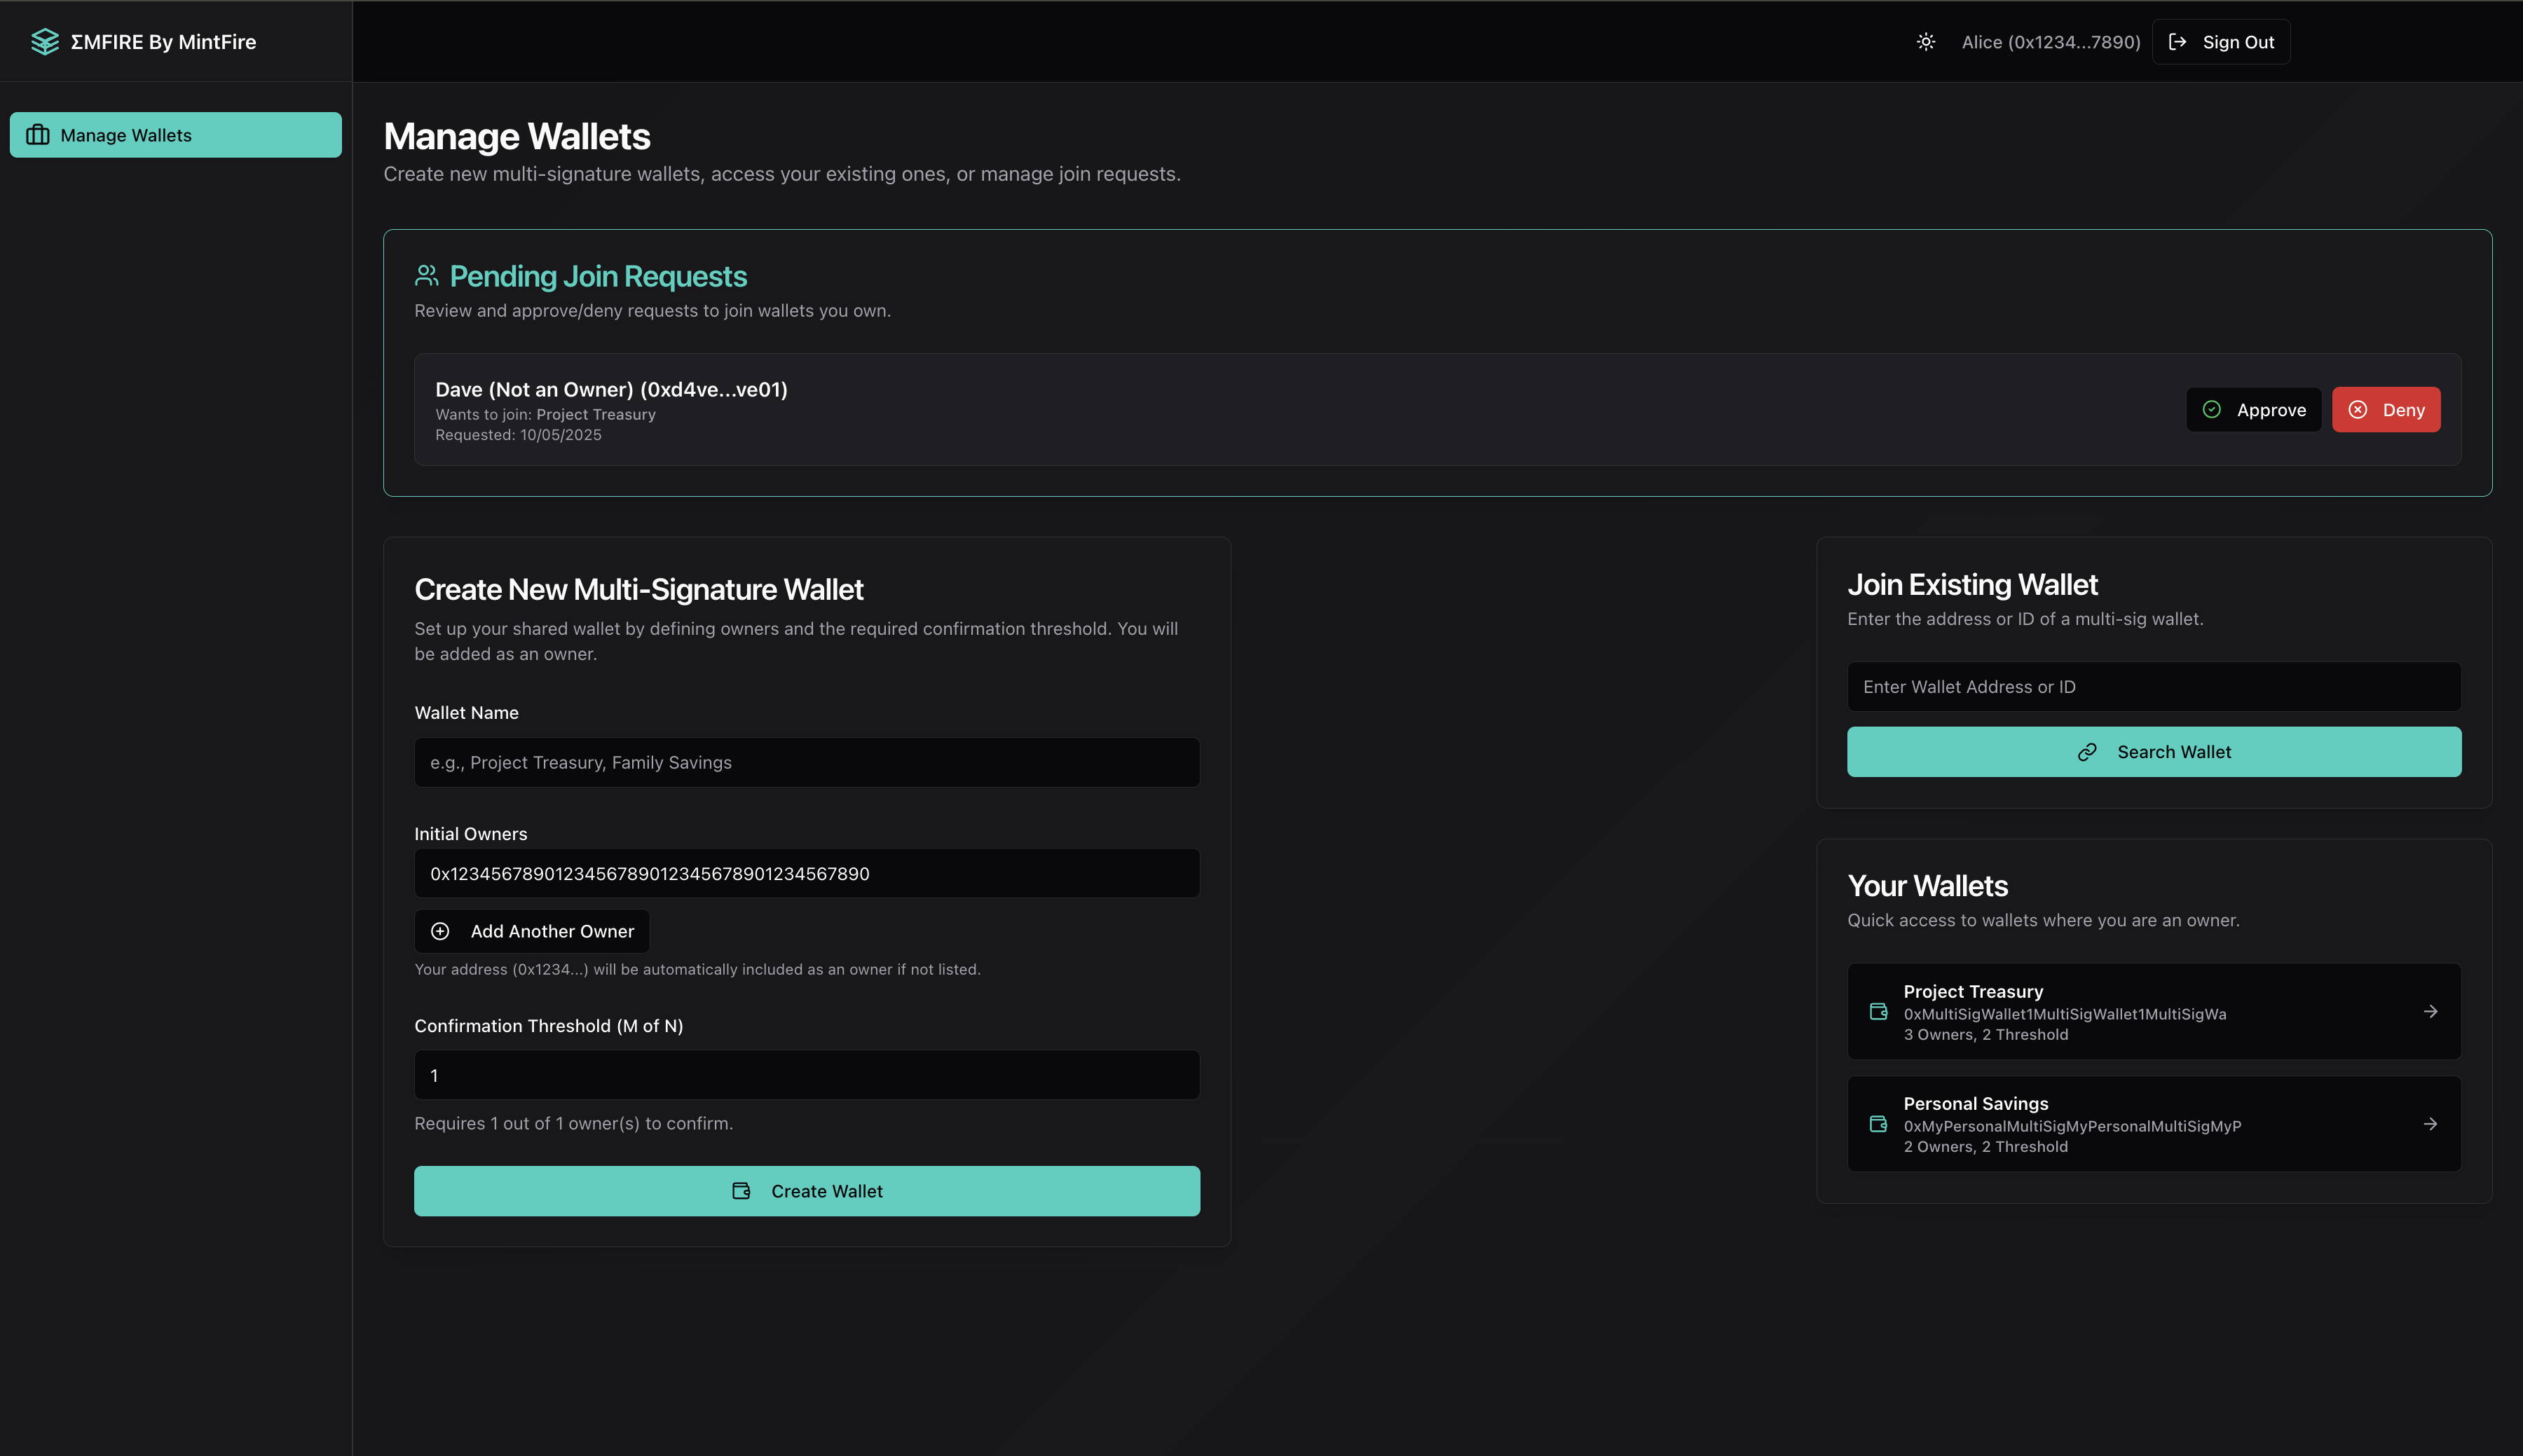 ΣMFIRE By MintFire
Alice (0x1234...7890)
Sign Out
Manage Wallets
Manage Wallets
Create new multi-signature wallets, access your existing ones, or manage join requests.
Pending Join Requests
Review and approve/deny requests to join wallets you own.
Dave (Not an Owner) (0xd4ve...ve01)
Wants to join: Project Treasury
Requested: 10/05/2025
Approve
Deny
Create New Multi-Signature Wallet
Set up your shared wallet by defining owners and the required confirmation threshold. You will
be added as an owner.
Wallet Name
e.g., Project Treasury, Family Savings
Initial Owners
0x1234567890123456789012345678901234567890
Add Another Owner
Your address (0x1234...) will be automatically included as an owner if not listed.
Confirmation Threshold (M of N)
1
Requires 1 out of 1 owner(s) to confirm.
Create Wallet
Join Existing Wallet
Enter the address or ID of a multi-sig wallet.
Enter Wallet Address or ID
Search Wallet
Your Wallets
Quick access to wallets where you are an owner.
Project Treasury
0xMultiSigWallet1MultiSigWallet1MultiSigWa
3 Owners, 2 Threshold
Personal Savings
0xMyPersonalMultiSigMyPersonalMultiSigMyP
2 Owners, 2 Threshold